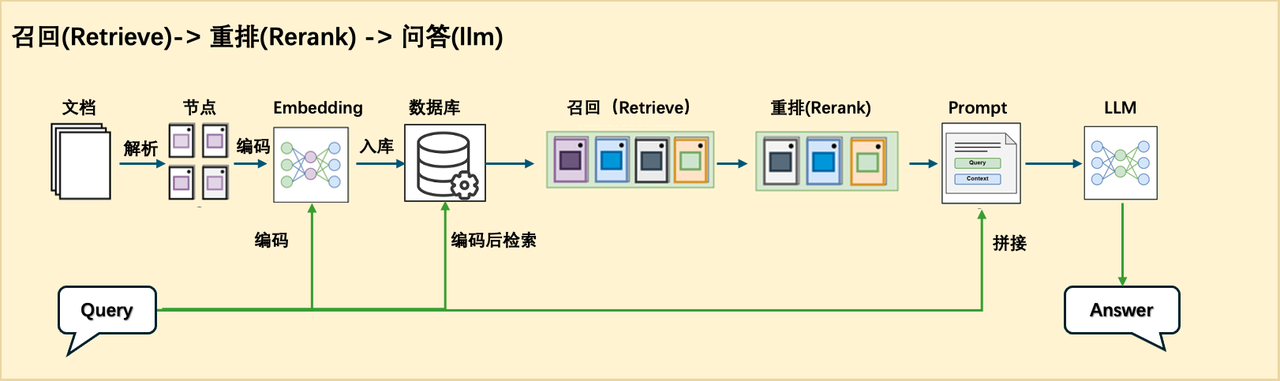 召回(Retrieve)-> 重排(Rerank) -> 问答(llm)
文档
节点
Embedding
数据库
召回（Retrieve）
重排(Rerank)
Prompt
LLM
解析
编码
入库
Query
Context
编码
编码后检索
拼接
Query
Answer